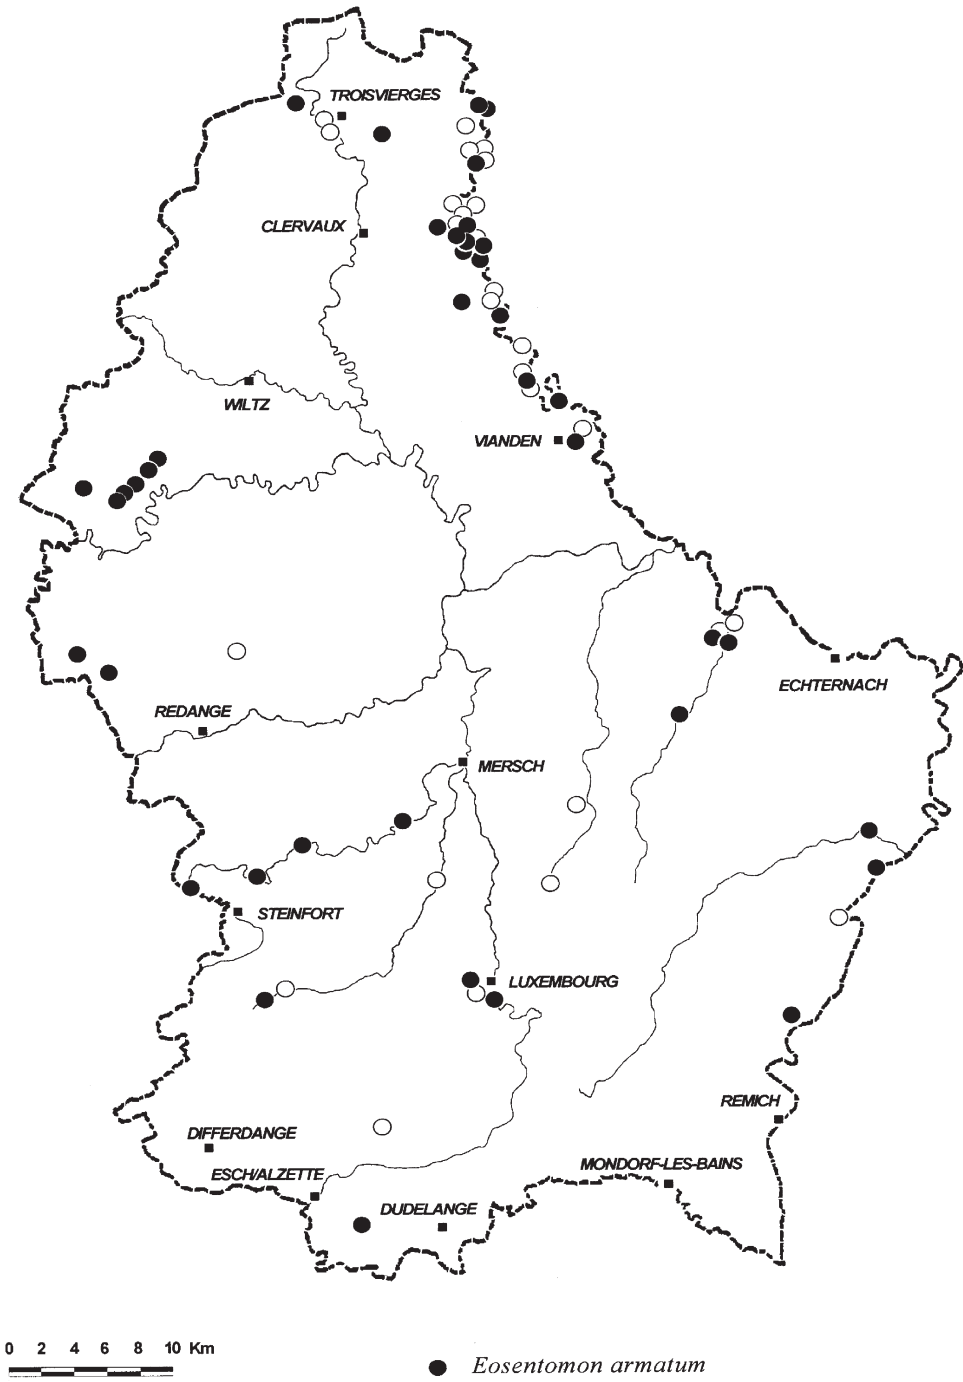 TROISVIERGES
CLERVAUX
WILTZ
VIANDEN
ECHTERNACH
REDANGE
MERSCH
STEINFORT
LUXEMBOURG
REMICH
DIFFERDANGE
MONDORF-LES-BAINS
ESCH/ALZETTE
DUDELANGE
0 2 4 6 8 10 Km
Eosentomon armatum